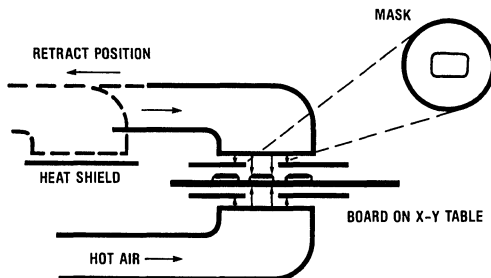 MASK
RETRACT POSITION
HEAT SHIELD
BOARD ON X-Y TABLE
HOT AIR